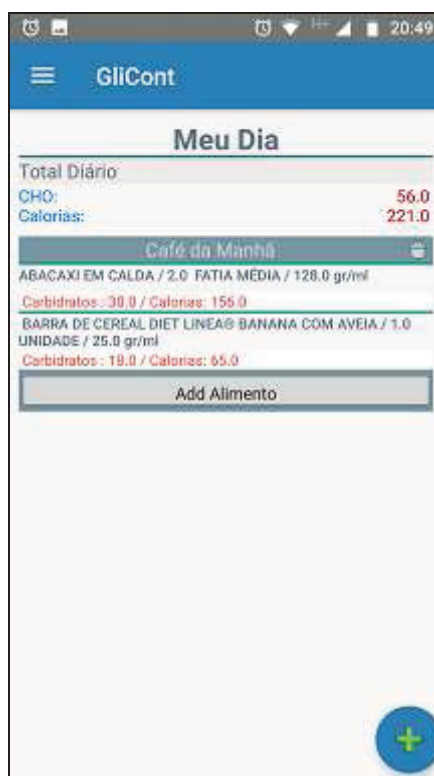 20:49
GliCont
Meu Dia
Total Diário
CHO: 56.0
Calorias: 221.0
Café da Manhã
ABACAXI EM CALDA / 2.0 FATIA MÉDIA / 128.0 gr/ml
Carbidratos : 38.0 / Calorias: 156.0
BARRA DE CEREAL DIET LINEA® BANANA COM AVEIA / 1.0
UNIDADE / 25.0 gr/ml
Carbidratos : 18.0 / Calorias: 65.0
Add Alimento